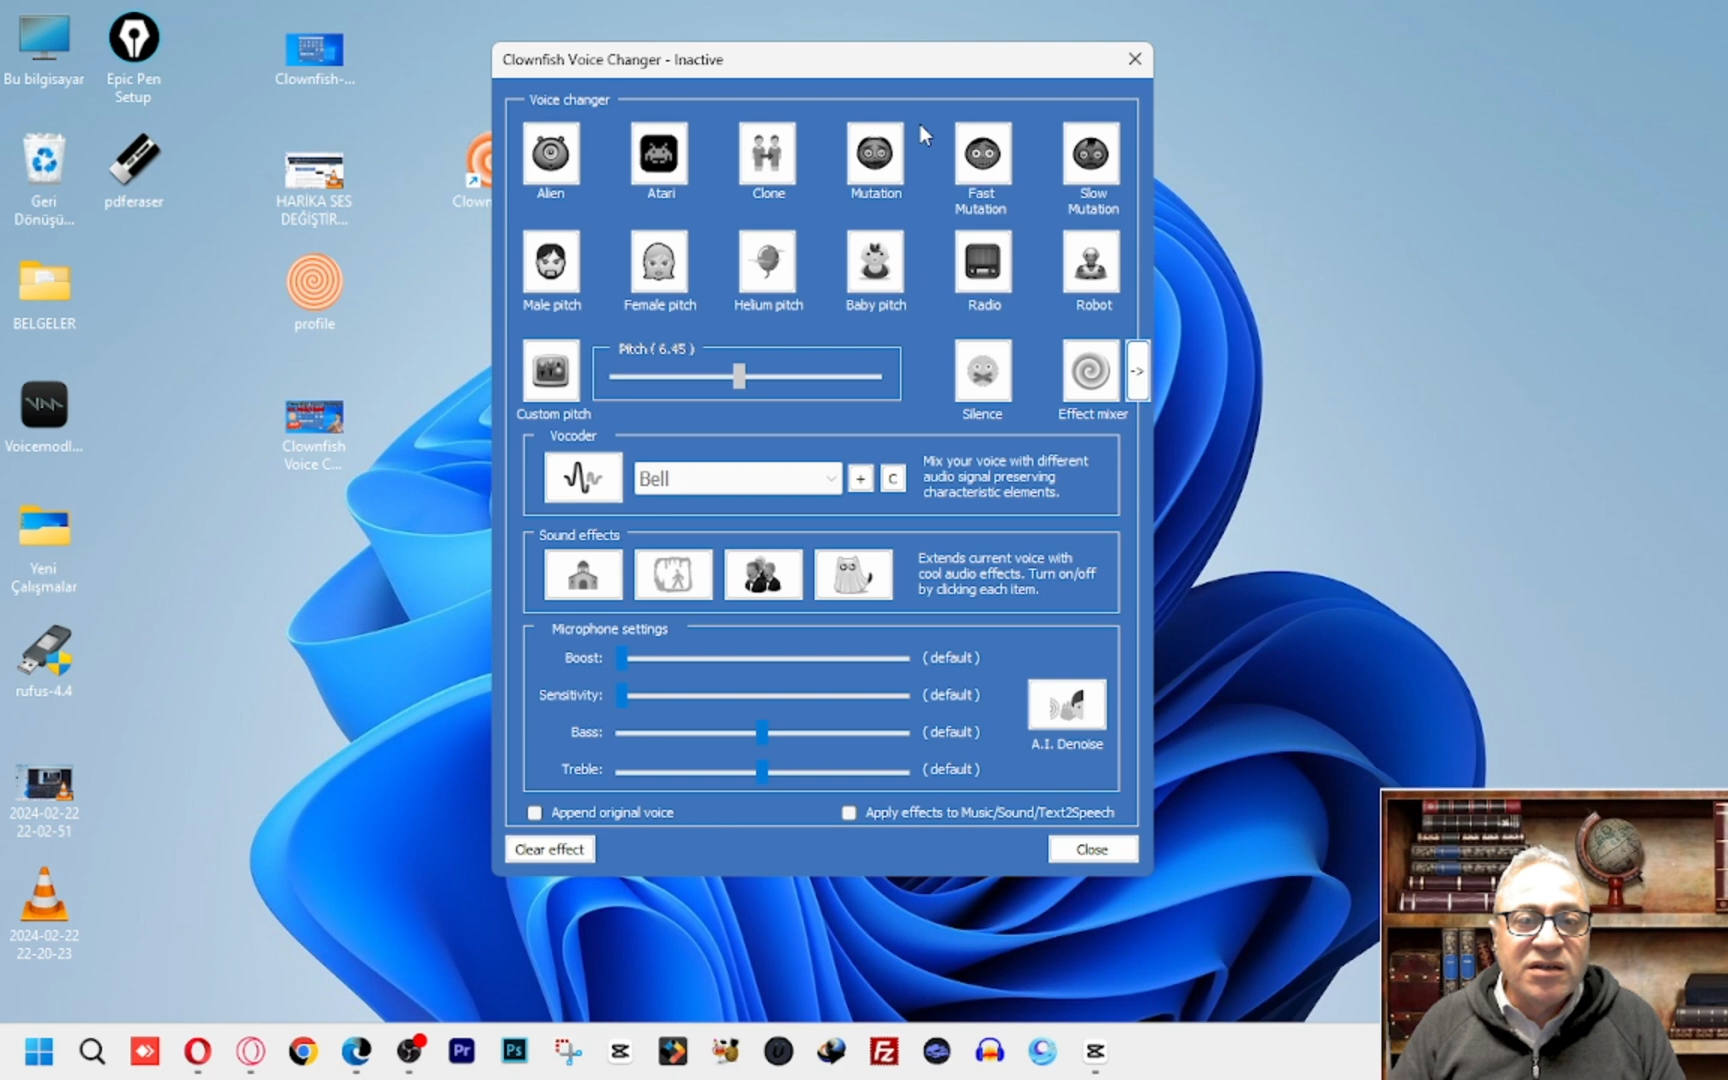 Bu bilgisayar
Epic Pen
Setup
Clownfish-...
Geri
Dönüşü...
pdferaser
HARİKA SES
DEĞİŞTİR...
Clown
BELGELER
profile
Voicemodl...
Clownfish
Voice C...
Yeni
Çalışmalar
rufus-4.4
2024-02-22
22-02-51
2024-02-22
22-20-23
Clownfish Voice Changer - Inactive
Voice changer
Alien
Atari
Clone
Mutation
Fast
Mutation
Slow
Mutation
Male pitch
Female pitch
Helium pitch
Baby pitch
Radio
Robot
Pitch ( 6.45 )
->
Custom pitch
Silence
Effect mixer
Vocoder
Bell
+
C
Mix your voice with different
audio signal preserving
characteristic elements.
Sound effects
Extends current voice with
cool audio effects. Turn on/off
by clicking each item.
Microphone settings
Boost:
( default )
Sensitivity:
( default )
Bass:
( default )
Treble:
( default )
A.I. Denoise
Append original voice
Apply effects to Music/Sound/Text2Speech
Clear effect
Close
Pr
Ps
FZ